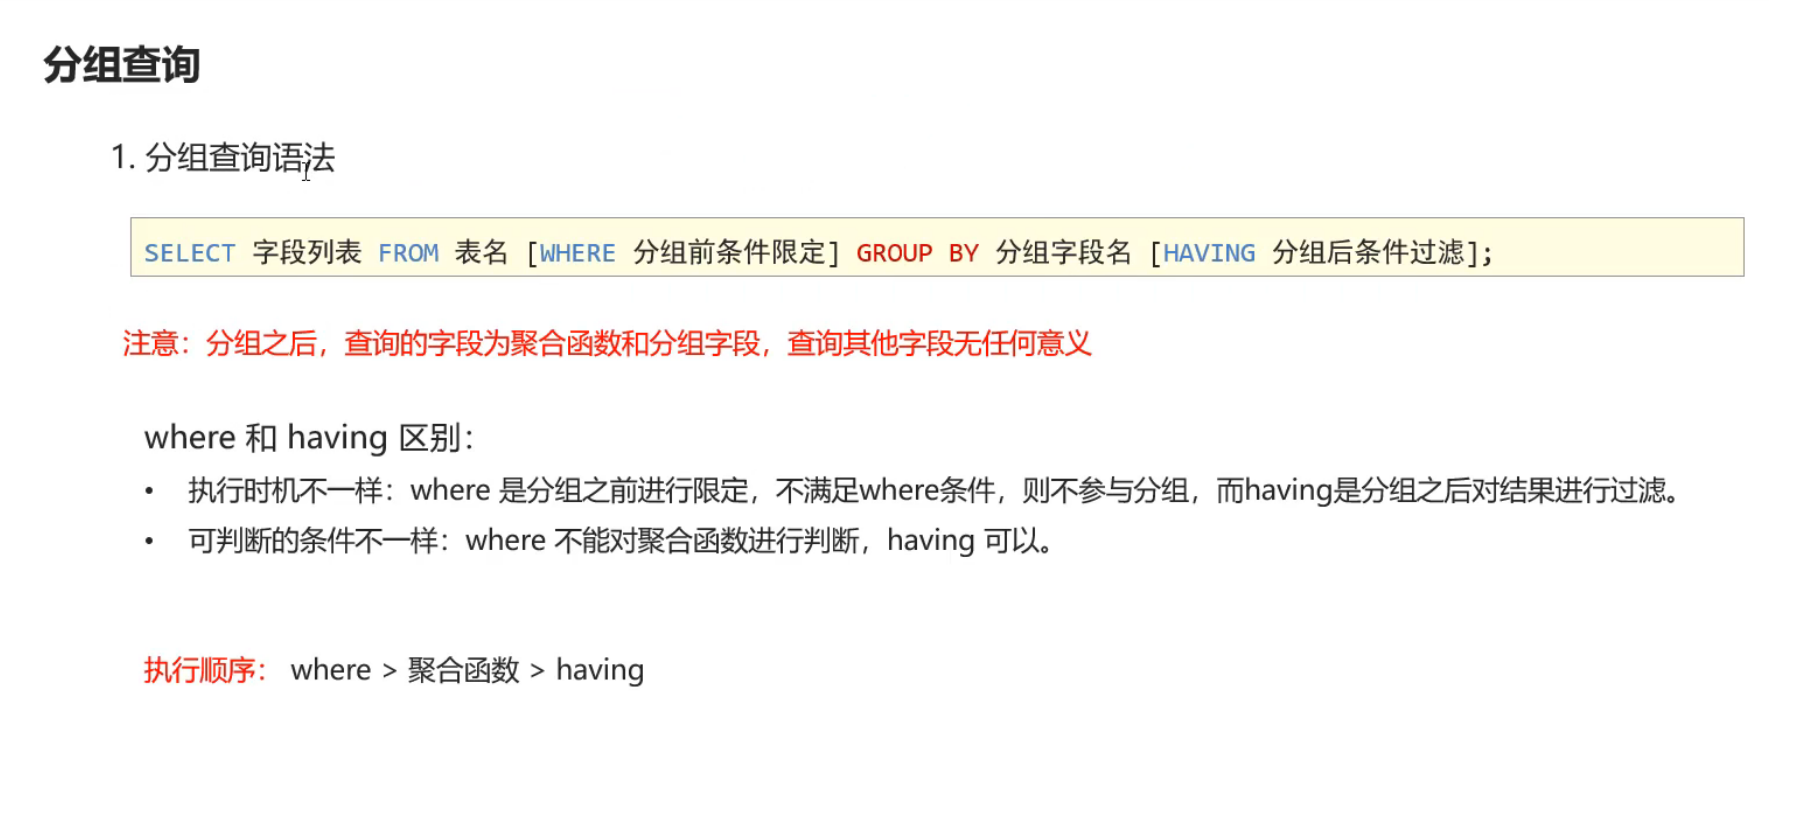 分组查询
1. 分组查询语法
SELECT 字段列表 FROM 表名 [WHERE 分组前条件限定] GROUP BY 分组字段名 [HAVING 分组后条件过滤];
注意：分组之后，查询的字段为聚合函数和分组字段，查询其他字段无任何意义
where 和 having 区别：
• 执行时机不一样：where 是分组之前进行限定，不满足where条件，则不参与分组，而having是分组之后对结果进行过滤。
• 可判断的条件不一样：where 不能对聚合函数进行判断，having 可以。
执行顺序： where > 聚合函数 > having